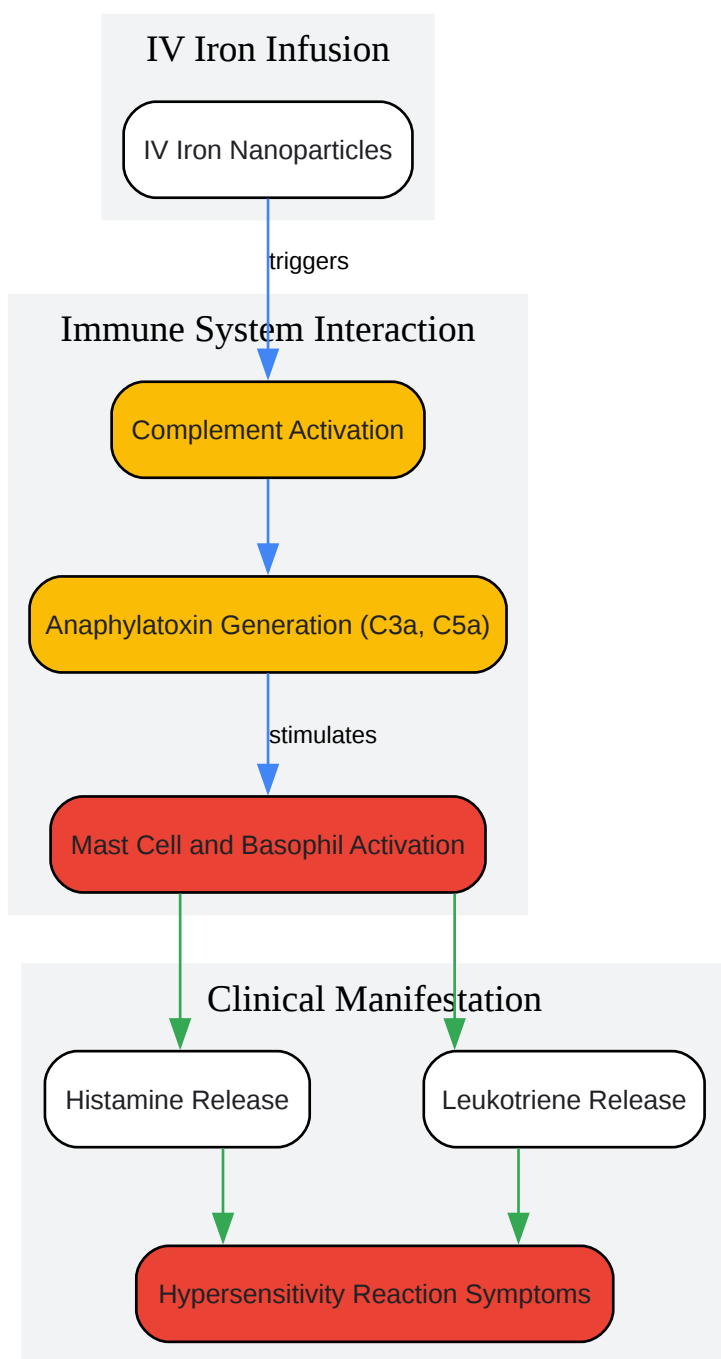 IV Iron Infusion
IV Iron Nanoparticles
triggers
Immune System Interaction
Complement Activation
Anaphylatoxin Generation (C3a, C5a)
stimulates
Mast Cell and Basophil Activation
Clinical Manifestation
Histamine Release
Leukotriene Release
Hypersensitivity Reaction Symptoms